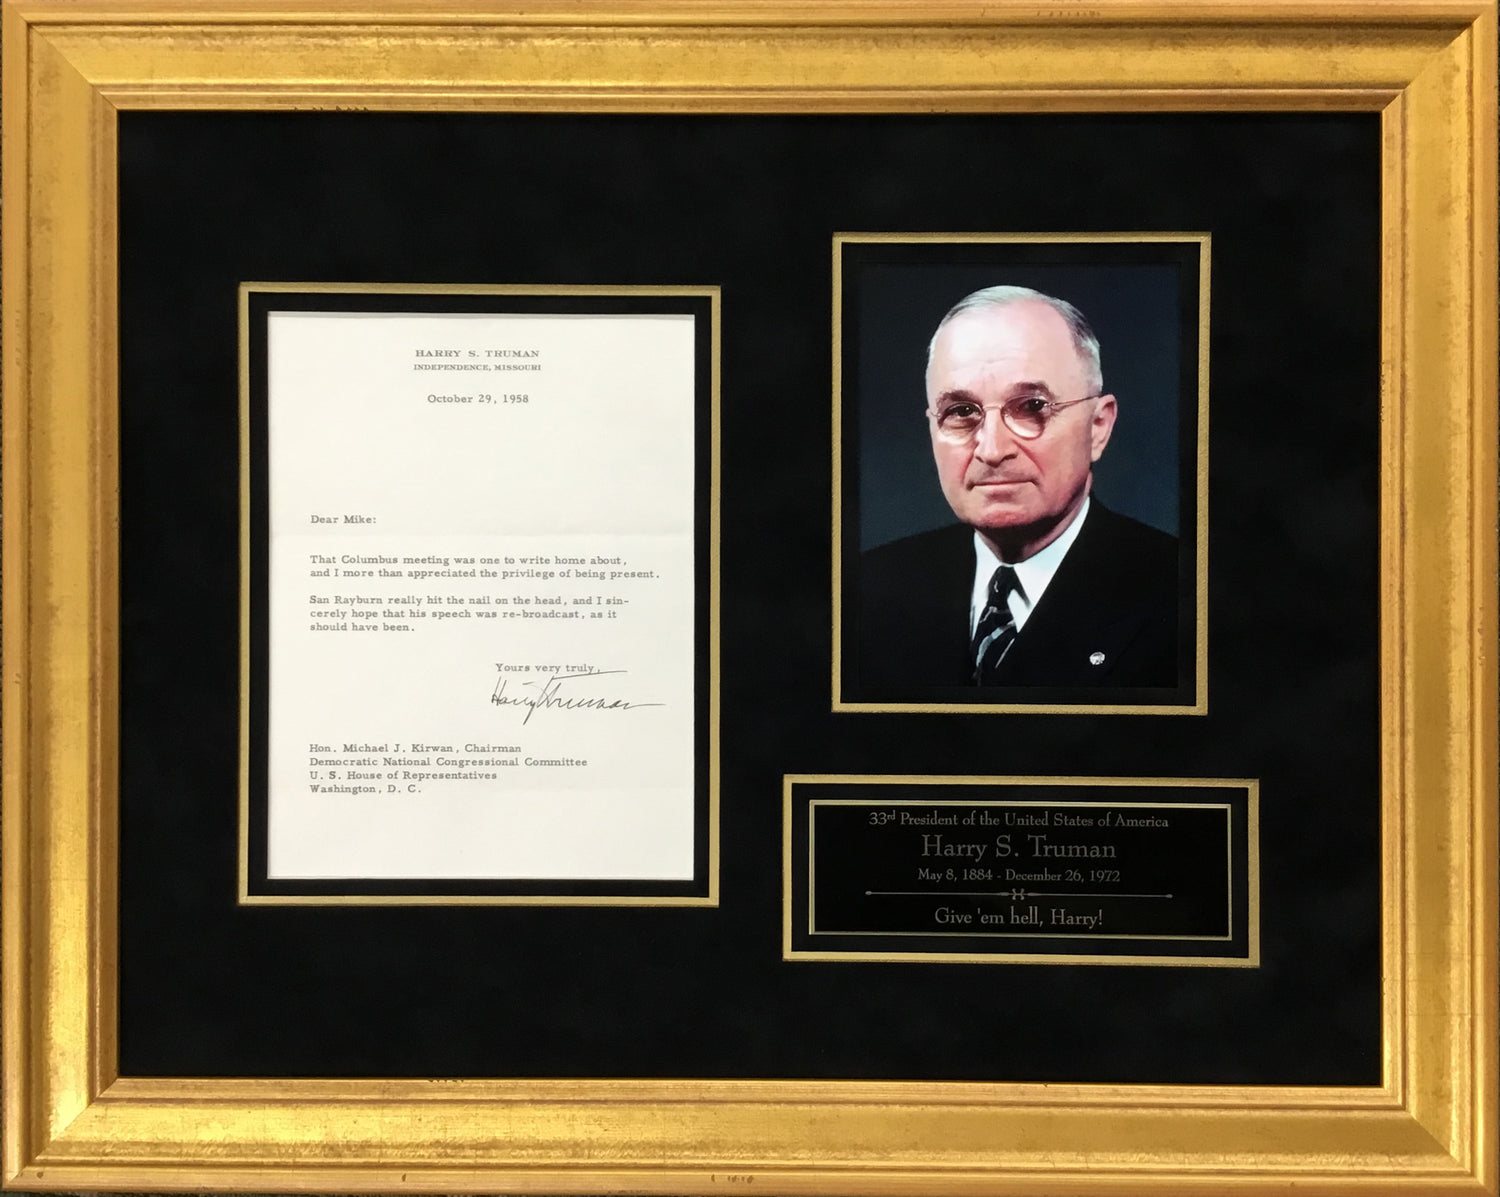 HARRY S. TRUMAN
INDEPENDENCE, MISSOURI
October 29, 1958
Dear Mike:
That Columbus meeting was one to write home about,
and I more than appreciated the privilege of being present.
San Rayburn really hit the nail on the head, and I sin-
cerely hope that his speech was re-broadcast, as it
should have been.
Yours very truly,
Harry Truman
Hon. Michael J. Kirwan, Chairman
Democratic National Congressional Committee
U. S. House of Representatives
Washington, D. C.
33rd President of the United States of America
Harry S. Truman
May 8, 1884 - December 26, 1972
Give 'em hell, Harry!